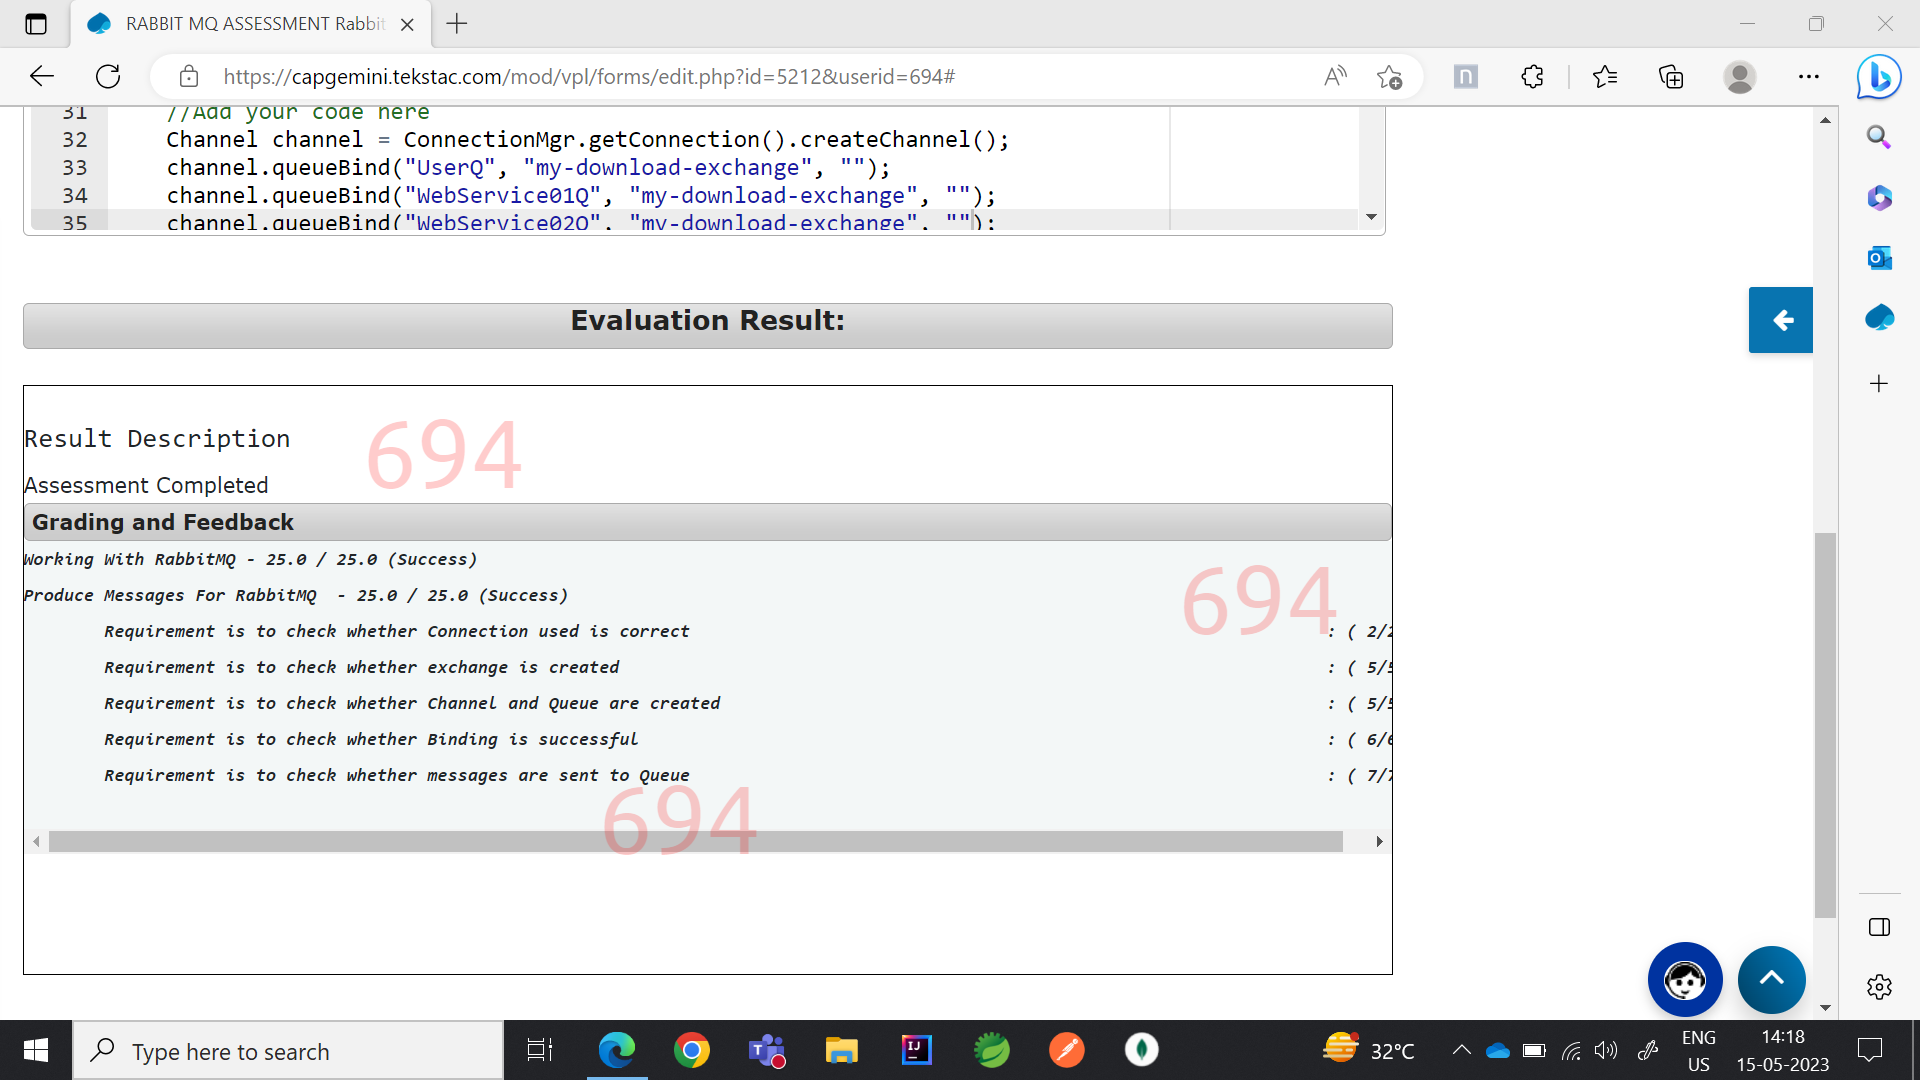 RABBIT MQ ASSESSMENT Rabbit
https://capgemini.tekstac.com/mod/vpl/forms/edit.php?id=5212&userid=694#
31 //Add your code here
32 Channel channel = ConnectionMgr.getConnection().createChannel();
33 channel.queueBind("UserQ", "my-download-exchange", "");
34 channel.queueBind("WebService01Q", "my-download-exchange", "");
35 channel.queueBind("WebService02Q", "my-download-exchange", "");
Evaluation Result:
694
Result Description
Assessment Completed
Grading and Feedback
Working With RabbitMQ - 25.0 / 25.0 (Success)
694
Produce Messages For RabbitMQ - 25.0 / 25.0 (Success)
Requirement is to check whether Connection used is correct : ( 2/2
Requirement is to check whether exchange is created : ( 5/5
Requirement is to check whether Channel and Queue are created : ( 5/5
Requirement is to check whether Binding is successful : ( 6/6
Requirement is to check whether messages are sent to Queue : ( 7/7
694
Type here to search
32°C
ENG
US
14:18
15-05-2023